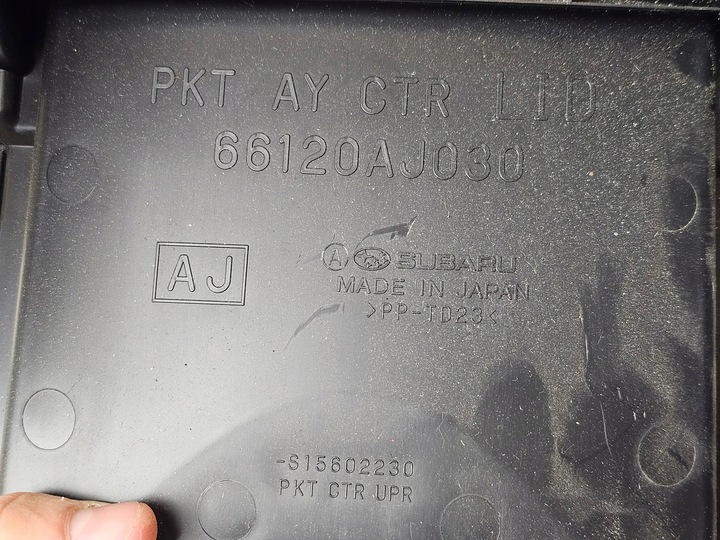 PKT AY CTR LID
66120AJ030
AJ
A SUBARU
MADE IN JAPAN
>PP-TD23<
-S15602230
PKT CTR UPR